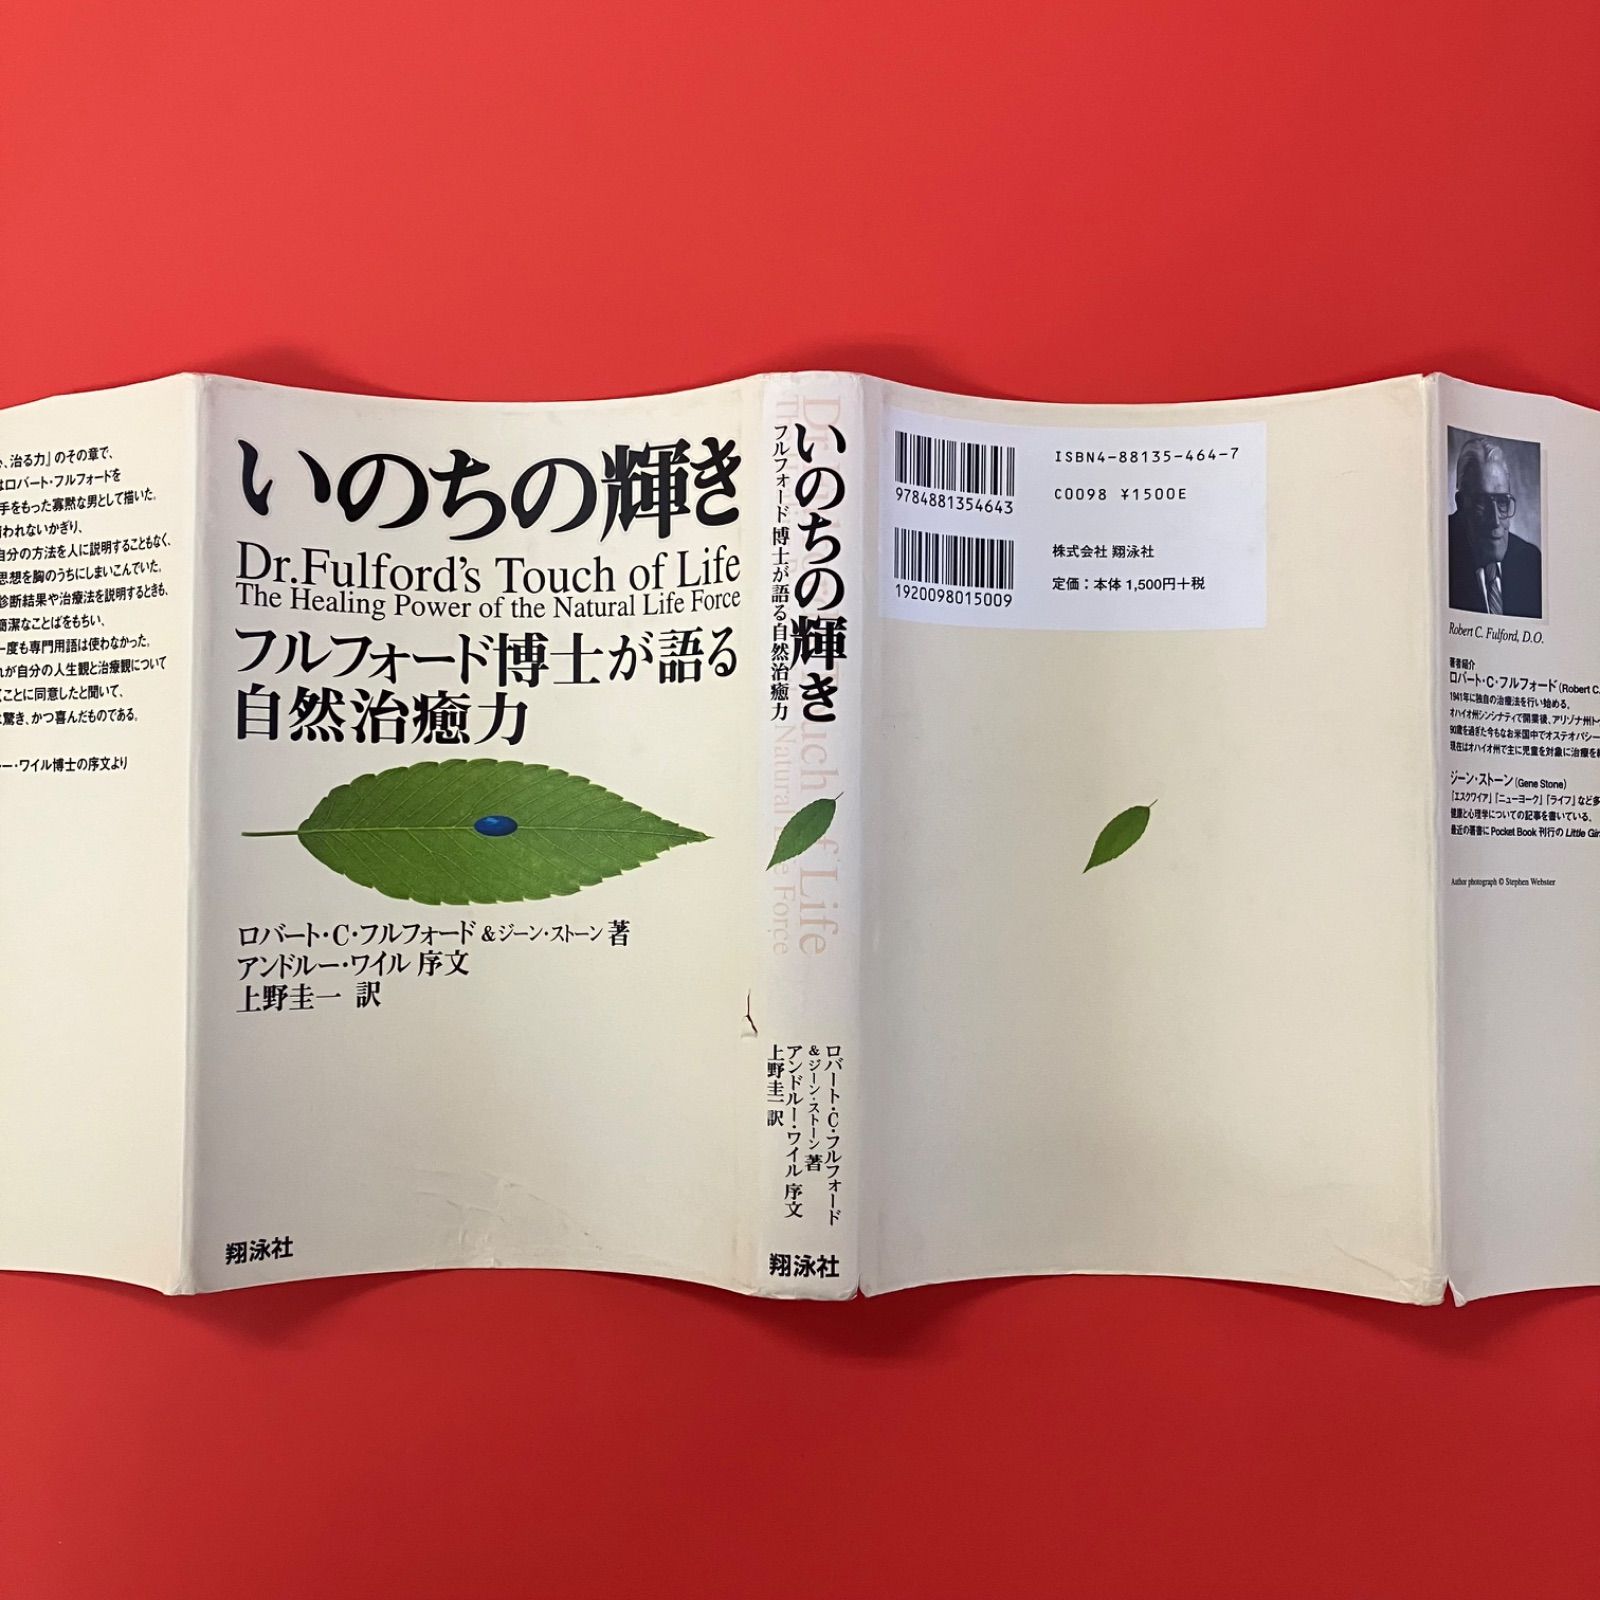 、治る力』のその章で、
はロバート・フルフォードを
手をもった寡黙な男として描いた。
われないかぎり、
自分の方法を人に説明することもなく、
思想を胸のうちにしまいこんでいた。
診断結果や治療法を説明するときも、
簡潔なことばをもちい、
一度も専門用語は使わなかった。
れが自分の人生観と治療観について
ことに同意したと聞いて、
驚き、かつ喜んだものである。
ー・ワイル博士の序文より
いのちの輝き
Dr.Fulford's Touch of Life
The Healing Power of the Natural Life Force
フルフォード博士が語る
自然治癒力
ロバート・C・フルフォード&ジーン・ストーン 著
アンドルー・ワイル 序文
上野圭一 訳
翔泳社
いのちの輝き
フルフォード博士が語る自然治癒力
ロバート・C・フルフォード
&ジーン・ストーン 著
アンドルー・ワイル 序文
上野圭一 訳
翔泳社
9784881354643
1920098015009
ISBN4-88135-464-7
C0098 ¥1500E
株式会社 翔泳社
定価：本体 1,500円+税
Robert C. Fulford, D.O.
著者紹介
ロバート・C・フルフォード(Robert C.
1941年に独自の治療法を行い始める。
オハイオ州シンシナティで開業後、アリゾナ州
90歳を過ぎた今もなお米国中でオステオパシー
現在はオハイオ州で主に児童を対象に治療を
ジーン・ストーン(Gene Stone)
「エスクワイア」「ニューヨーク」「ライフ」など多
健康と心理学についての記事を書いている。
最近の著書にPocket Book 刊行の Little Gir
Author photograph © Stephen Webster